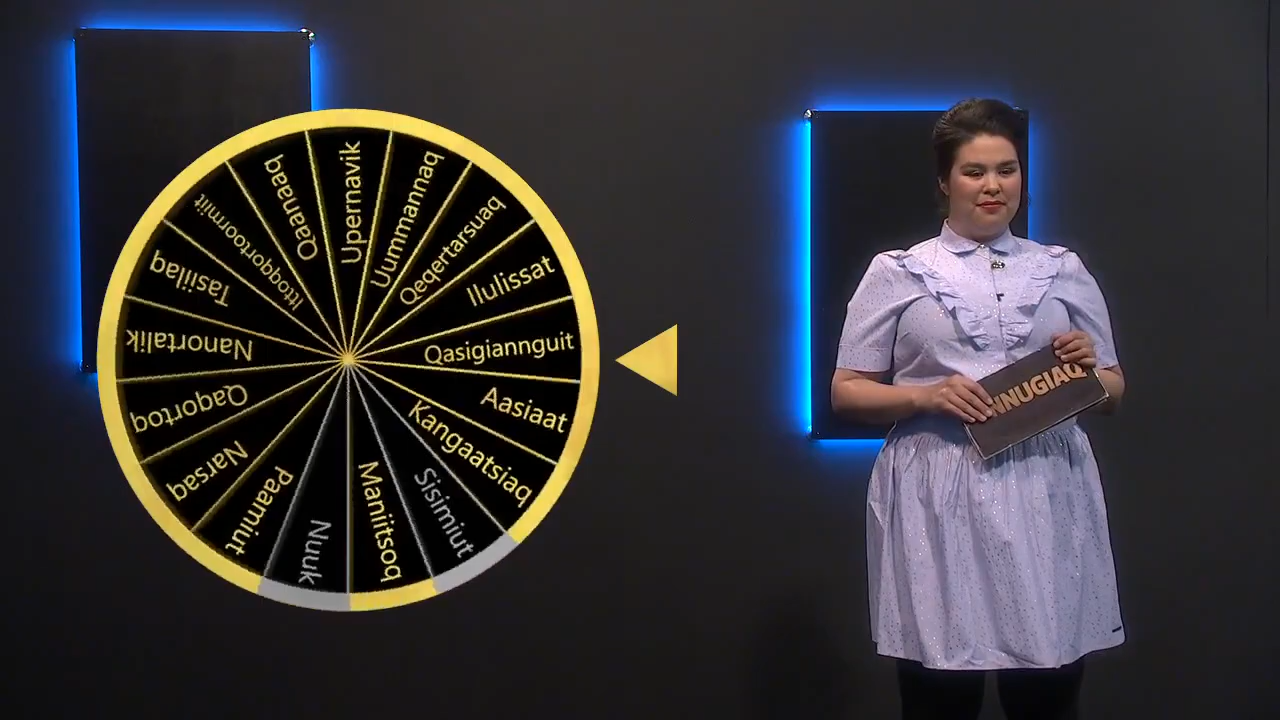 Upernavik
Uummannaq
Qeqertarsuaq
Ilulissat
Qasigiannguit
Aasiaat
Kangaatsiaq
Sisimiut
Maniitsoq
Nuuk
Paamiut
Narsaq
Qaqortoq
Nanortalik
Tasiilaq
Ittoqqortoormiit
Qaanaaq
NNUGIAQ